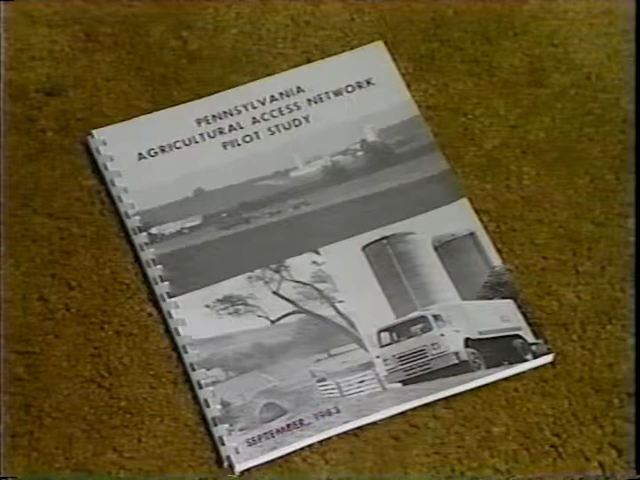 PENNSYLVANIA
AGRICULTURAL ACCESS NETWORK
PILOT STUDY
SEPTEMBER, 1983